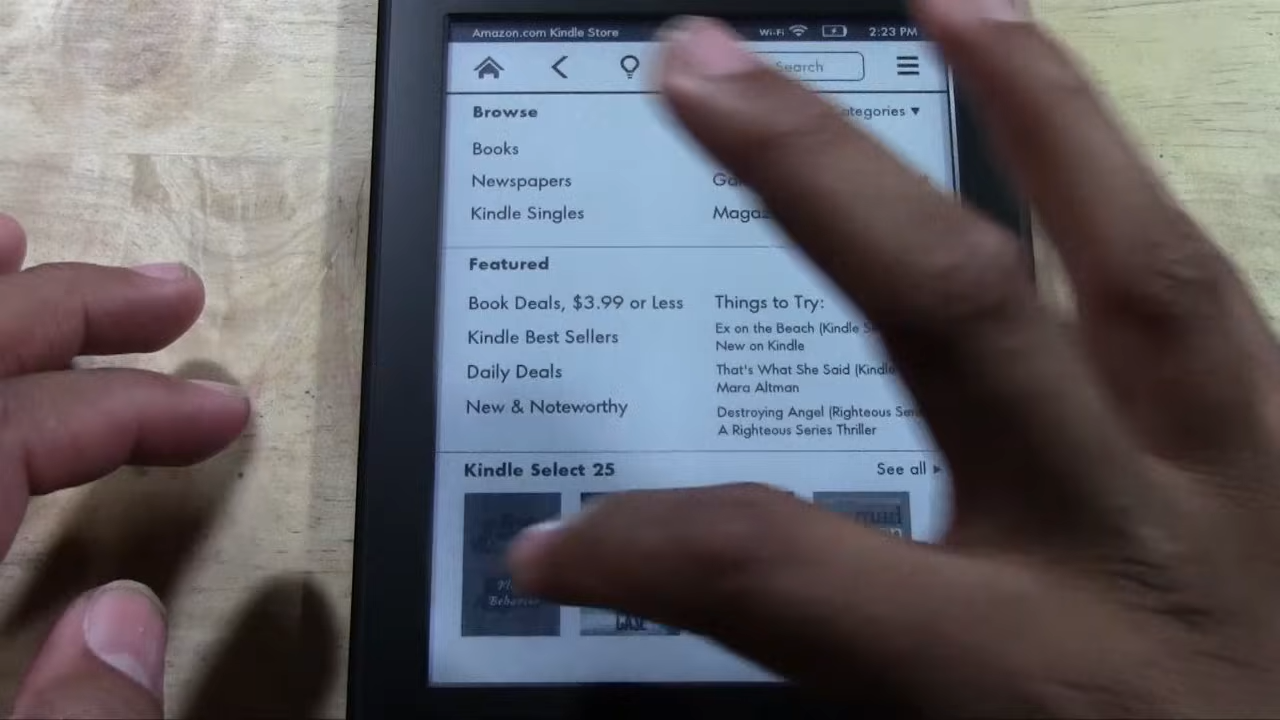 Amazon.com Kindle Store Wi-Fi 2:23 PM
Search
Browse
Books
Newspapers
Kindle Singles
Featured
Book Deals, $3.99 or Less
Kindle Best Sellers
Daily Deals
New & Noteworthy
Things to Try:
Ex on the Beach (Kindle
New on Kindle
That's What She Said (Kindle
Mara Altman
Destroying Angel (Righteous
A Righteous Series Thriller
Kindle Select 25 See all
CASE